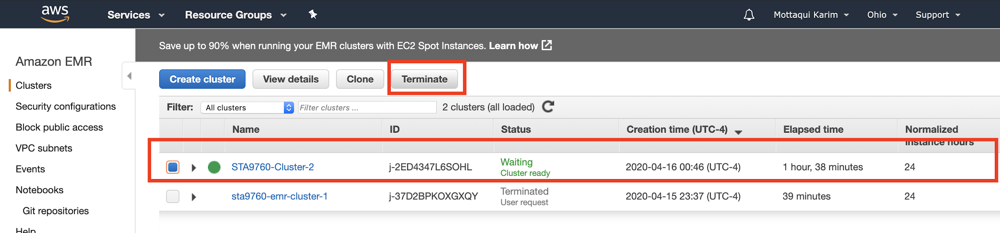 aws Services Resource Groups Mottaqui Karim Ohio Support
Save up to 90% when running your EMR clusters with EC2 Spot Instances. Learn how
Amazon EMR
Clusters
Security configurations
Block public access
VPC subnets
Events
Notebooks
Git repositories
Help
Create cluster View details Clone Terminate
Filter: All clusters Filter clusters ... 2 clusters (all loaded)
Name ID Status Creation time (UTC-4) Elapsed time Normalized
instance hours
STA9760-Cluster-2 j-2ED4347L6SOHL Waiting 2020-04-16 00:46 (UTC-4) 1 hour, 38 minutes 24
Cluster ready
sta9760-emr-cluster-1 j-37D2BPKOXGXQY Terminated 2020-04-15 23:37 (UTC-4) 39 minutes 24
User request